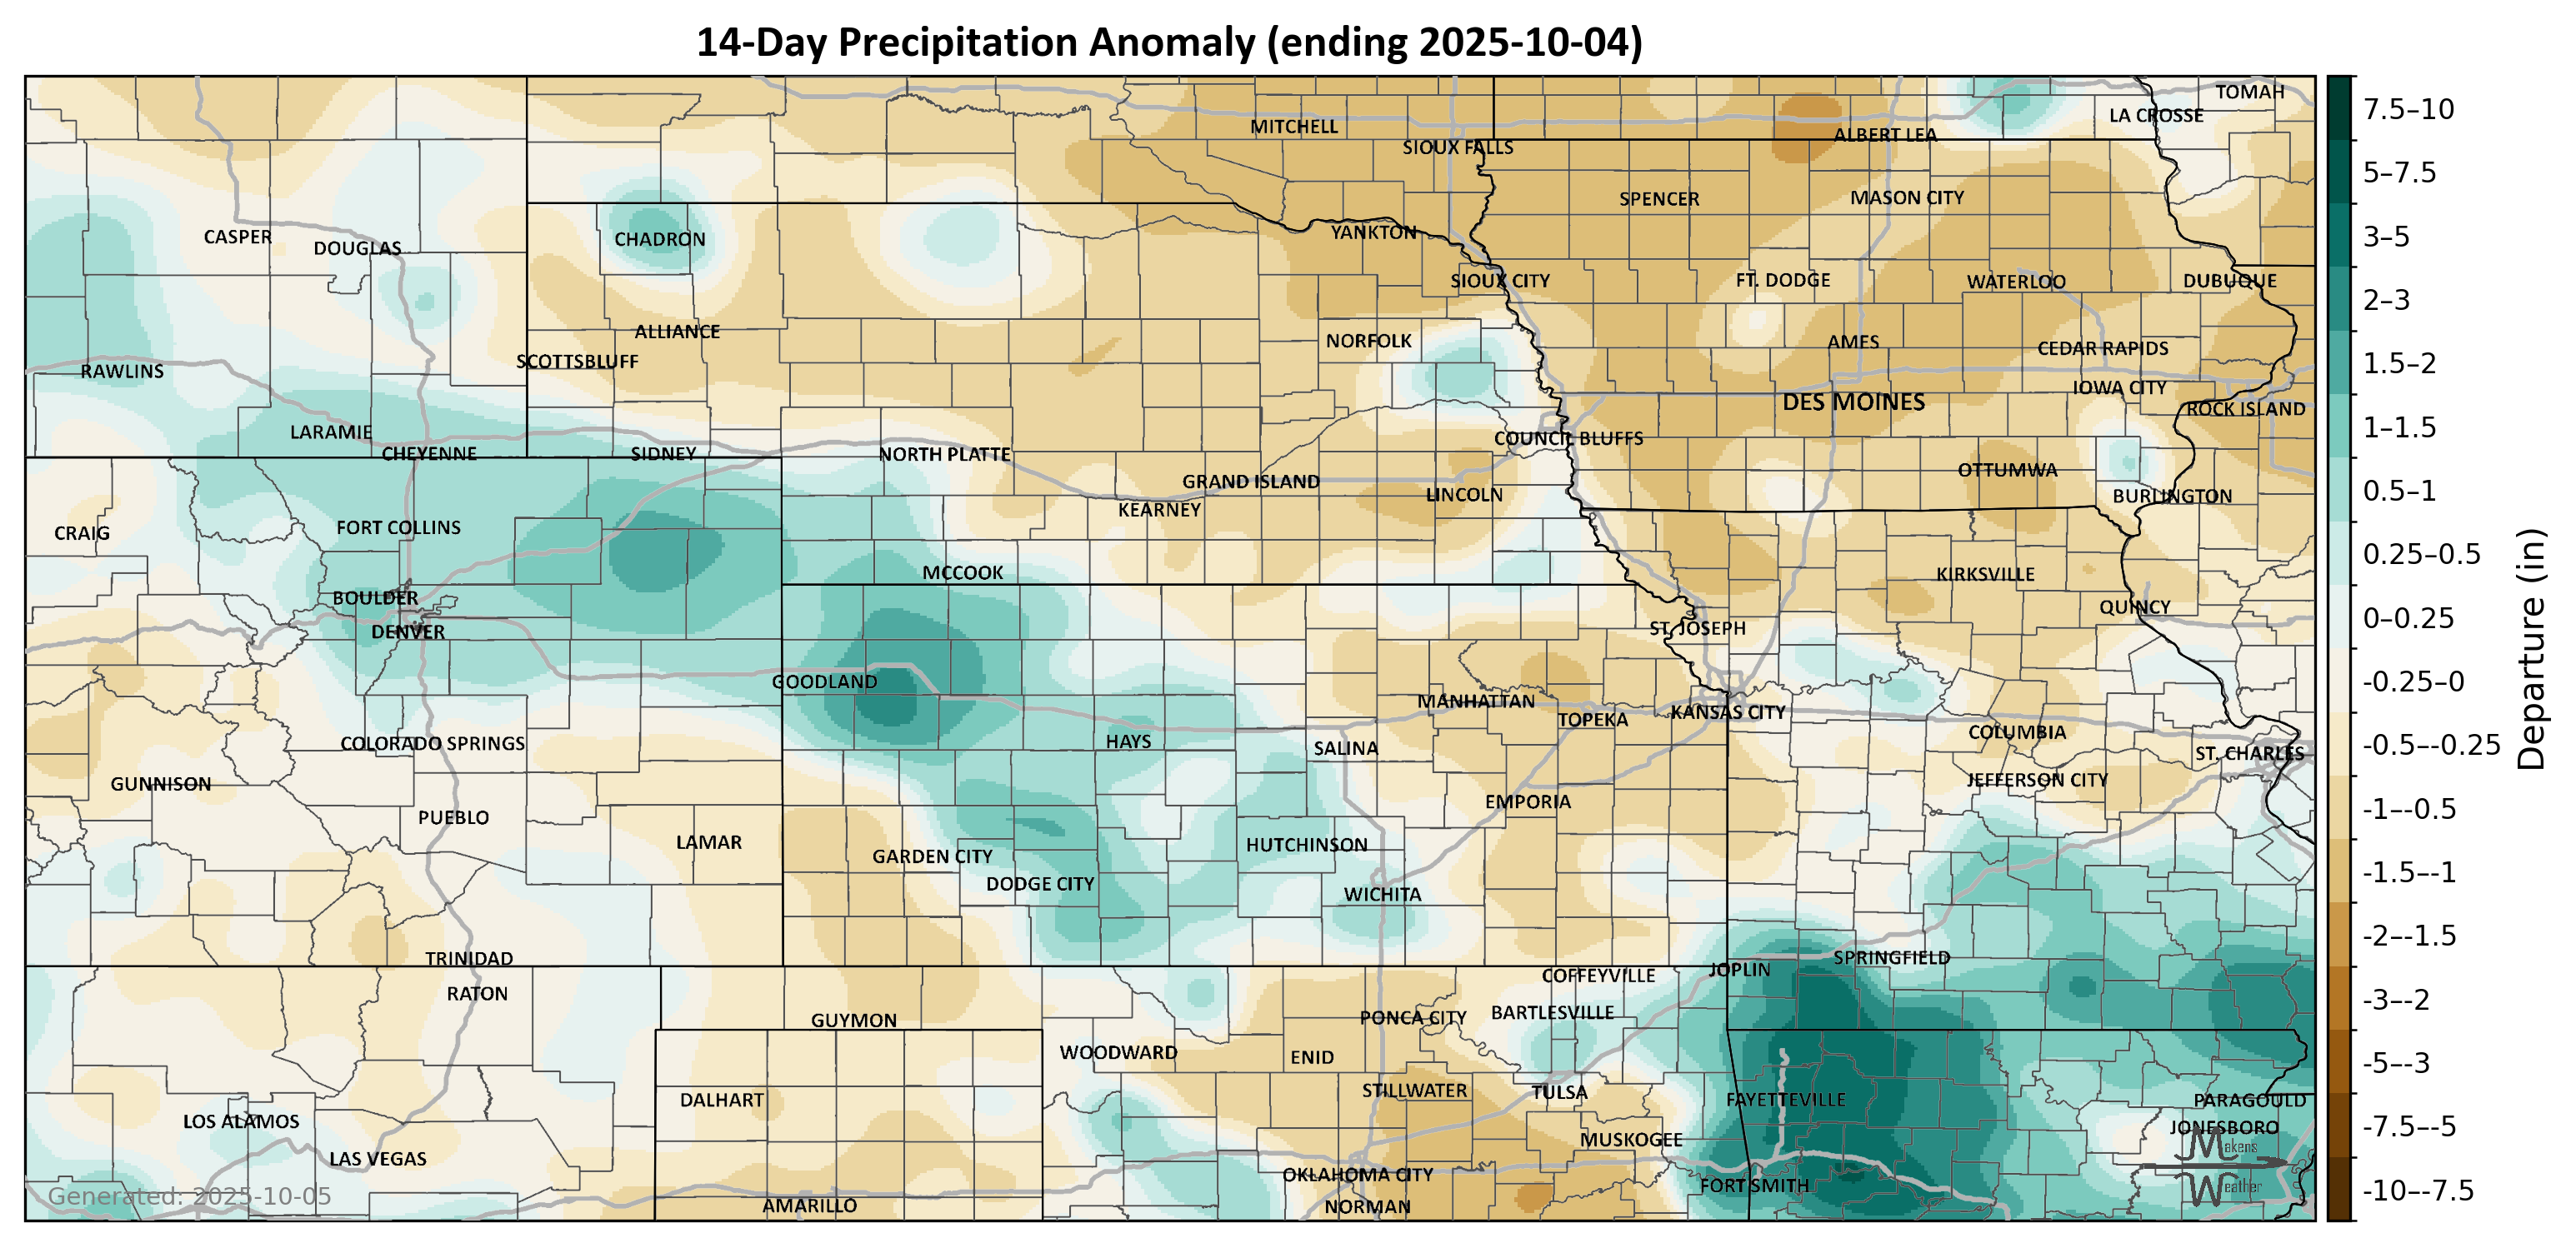 14-Day Precipitation Anomaly (ending 2025-10-04)
TOMAH
LA CROSSE
MITCHELL
ALBERT LEA
SIOUX FALLS
SPENCER
MASON CITY
CASPER
DOUGLAS
CHADRON
YANKTON
SIOUX CITY
FT. DODGE
WATERLOO
DUBUQUE
ALLIANCE
NORFOLK
AMES
CEDAR RAPIDS
SCOTTSBLUFF
RAWLINS
IOWA CITY
DES MOINES
ROCK ISLAND
LARAMIE
COUNCIL BLUFFS
CHEYENNE
SIDNEY
NORTH PLATTE
OTTUMWA
GRAND ISLAND
LINCOLN
BURLINGTON
KEARNEY
CRAIG
FORT COLLINS
MCCOOK
KIRKSVILLE
BOULDER
QUINCY
DENVER
ST. JOSEPH
GOODLAND
MANHATTAN
KANSAS CITY
TOPEKA
COLUMBIA
COLORADO SPRINGS
HAYS
SALINA
ST. CHARLES
GUNNISON
JEFFERSON CITY
EMPORIA
PUEBLO
LAMAR
HUTCHINSON
GARDEN CITY
DODGE CITY
WICHITA
TRINIDAD
SPRINGFIELD
JOPLIN
COFFEYVILLE
RATON
BARTLESVILLE
GUYMON
PONCA CITY
WOODWARD
ENID
STILLWATER
TULSA
DALHART
FAYETTEVILLE
PARAGOULD
LOS ALAMOS
JONESBORO
MUSKOGEE
LAS VEGAS
OKLAHOMA CITY
FORT SMITH
AMARILLO
NORMAN
Generated: 2025-10-05
Makens
Weather
7.5–10
5–7.5
3–5
2–3
1.5–2
1–1.5
0.5–1
0.25–0.5
0–0.25
-0.25–0
-0.5–-0.25
-1–-0.5
-1.5–-1
-2–-1.5
-3–-2
-5–-3
-7.5–-5
-10–-7.5
Departure (in)